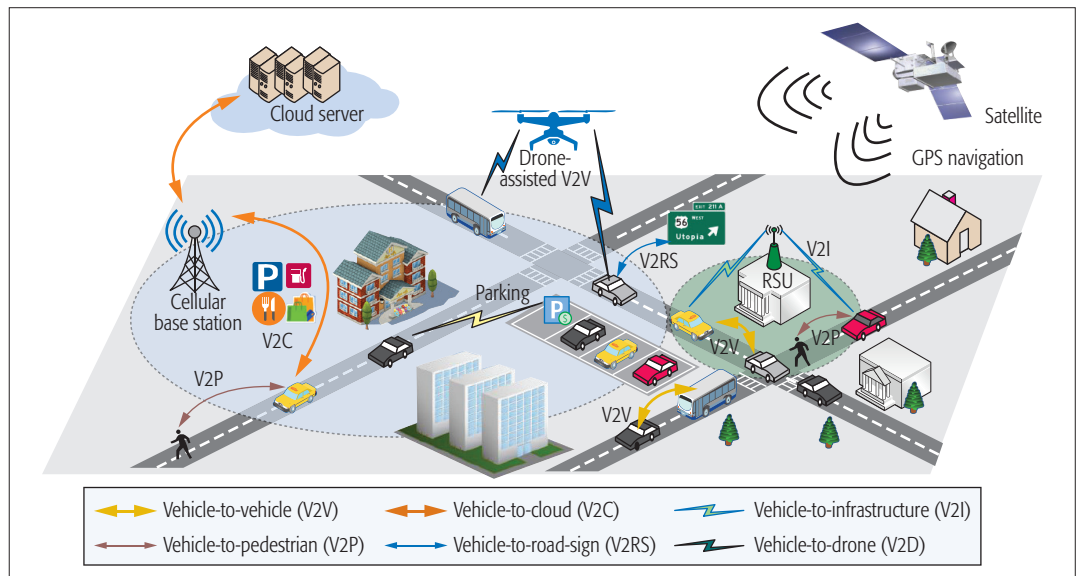 Cloud server
Satellite
GPS navigation
Drone-
assisted V2V
EXIT 211 A
56
WEST
Utopia
V2RS
V2I
RSU
Cellular
base station
P
V2C
Parking
P
$
V2V
V2P
V2P
V2V
Vehicle-to-vehicle (V2V)
Vehicle-to-cloud (V2C)
Vehicle-to-infrastructure (V2I)
Vehicle-to-pedestrian (V2P)
Vehicle-to-road-sign (V2RS)
Vehicle-to-drone (V2D)